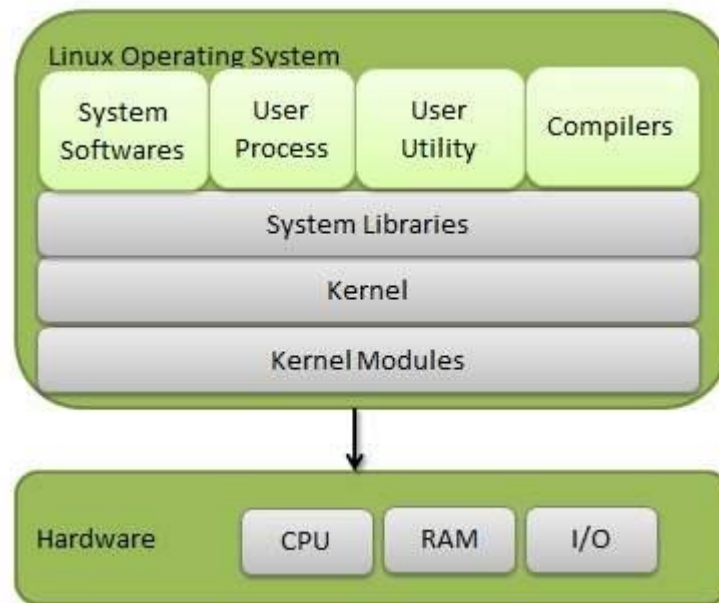 Linux Operating System
System
Softwares
User
Process
User
Utility
Compilers
System Libraries
Kernel
Kernel Modules
Hardware
CPU
RAM
I/O